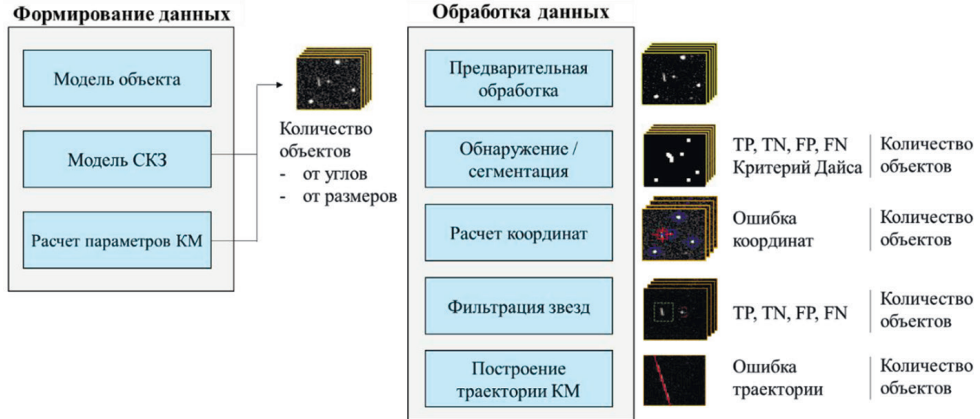 Формирование данных
Модель объекта
Модель СКЗ
Расчет параметров КМ
Количество
объектов
- от углов
- от размеров
Обработка данных
Предварительная
обработка
Обнаружение /
сегментация
TP, TN, FP, FN
Критерий Дайса
Количество
объектов
Расчет координат
Ошибка
координат
Количество
объектов
Фильтрация звезд
TP, TN, FP, FN
Количество
объектов
Построение
траектории КМ
Ошибка
траектории
Количество
объектов